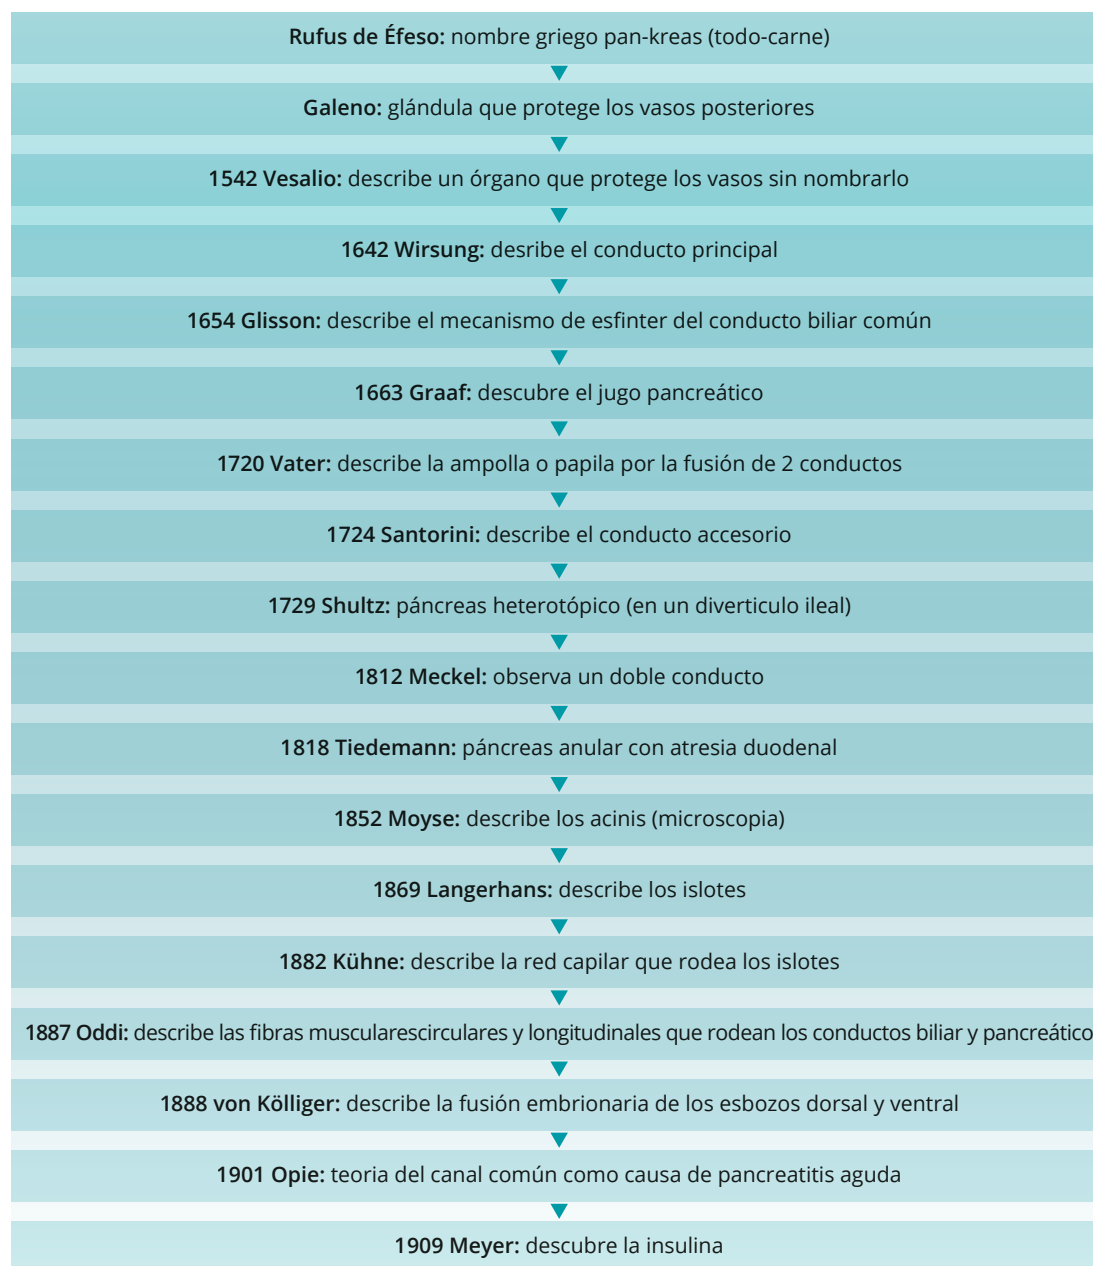 Rufus de Éfeso: nombre griego pan-kreas (todo-carne)
Galeno: glándula que protege los vasos posteriores
1542 Vesalio: describe un órgano que protege los vasos sin nombrarlo
1642 Wirsung: desribe el conducto principal
1654 Glisson: describe el mecanismo de esfinter del conducto biliar común
1663 Graaf: descubre el jugo pancreático
1720 Vater: describe la ampolla o papila por la fusión de 2 conductos
1724 Santorini: describe el conducto accesorio
1729 Shultz: páncreas heterotópico (en un diverticulo ileal)
1812 Meckel: observa un doble conducto
1818 Tiedemann: páncreas anular con atresia duodenal
1852 Moyse: describe los acinis (microscopia)
1869 Langerhans: describe los islotes
1882 Kühne: describe la red capilar que rodea los islotes
1887 Oddi: describe las fibras muscularescirculares y longitudinales que rodean los conductos biliar y pancreático
1888 von Kölliger: describe la fusión embrionaria de los esbozos dorsal y ventral
1901 Opie: teoria del canal común como causa de pancreatitis aguda
1909 Meyer: descubre la insulina